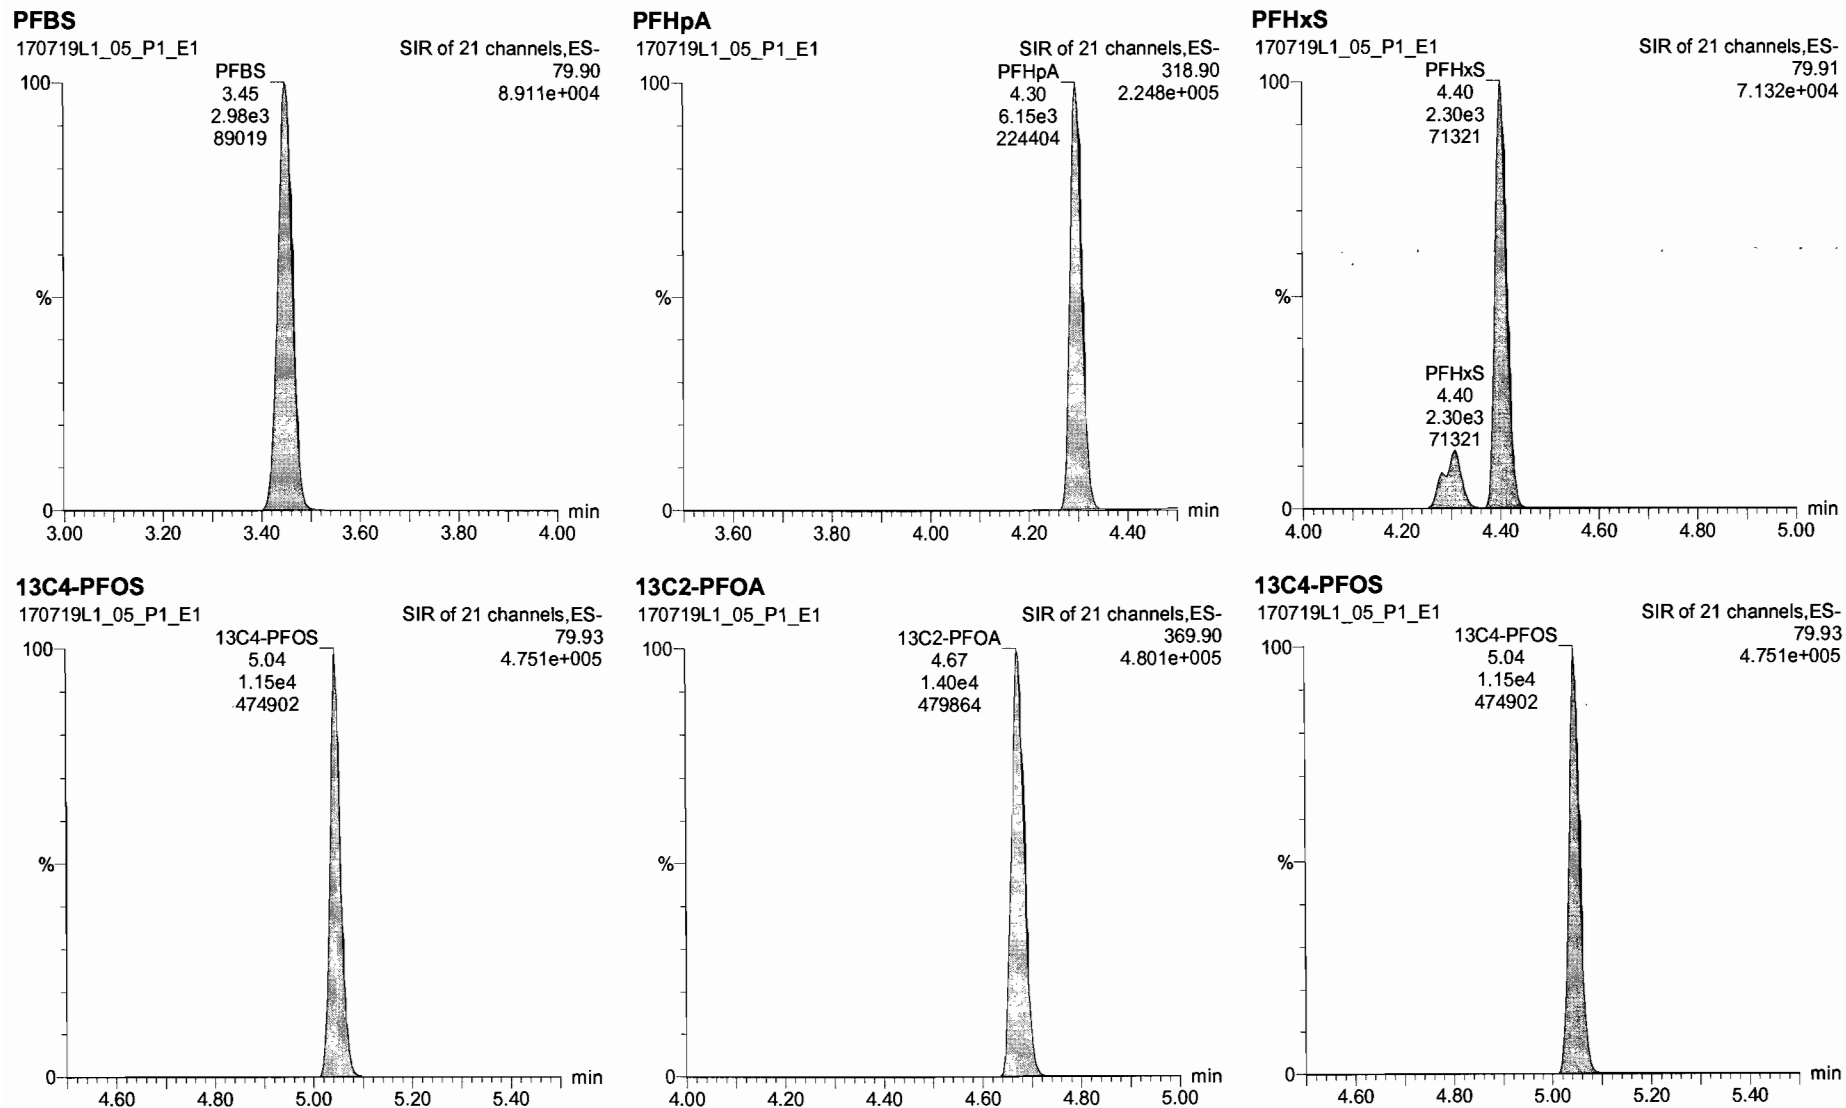 PFBS
170719L1_05_P1_E1
SIR of 21 channels,ES-
79.90
8.911e+004
PFBS
3.45
2.98e3
89019
100
%
0
min
3.00 3.20 3.40 3.60 3.80 4.00
PFHpA
170719L1_05_P1_E1
SIR of 21 channels,ES-
318.90
2.248e+005
PFHpA
4.30
6.15e3
224404
100
%
0
min
3.60 3.80 4.00 4.20 4.40
PFHxS
170719L1_05_P1_E1
SIR of 21 channels,ES-
79.91
7.132e+004
PFHxS
4.40
2.30e3
71321
PFHxS
4.40
2.30e3
71321
100
%
0
min
4.00 4.20 4.40 4.60 4.80 5.00
13C4-PFOS
170719L1_05_P1_E1
SIR of 21 channels,ES-
79.93
4.751e+005
13C4-PFOS
5.04
1.15e4
474902
100
%
0
min
4.60 4.80 5.00 5.20 5.40
13C2-PFOA
170719L1_05_P1_E1
SIR of 21 channels,ES-
369.90
4.801e+005
13C2-PFOA
4.67
1.40e4
479864
100
%
0
min
4.00 4.20 4.40 4.60 4.80 5.00
13C4-PFOS
170719L1_05_P1_E1
SIR of 21 channels,ES-
79.93
4.751e+005
13C4-PFOS
5.04
1.15e4
474902
100
%
0
min
4.60 4.80 5.00 5.20 5.40